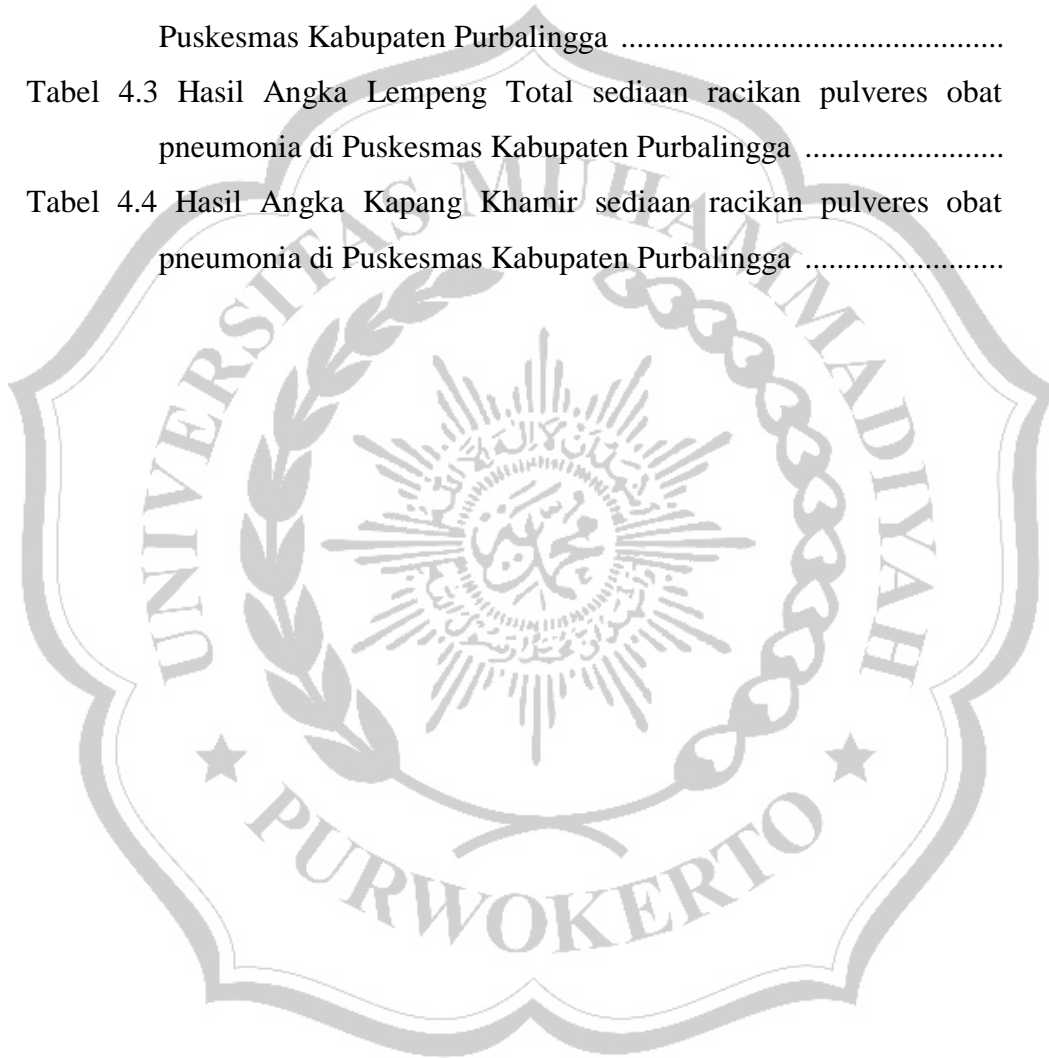 Puskesmas Kabupaten Purbalingga ................................................
Tabel 4.3 Hasil Angka Lempeng Total sediaan racikan pulveres obat
pneumonia di Puskesmas Kabupaten Purbalingga .........................
Tabel 4.4 Hasil Angka Kapang Khamir sediaan racikan pulveres obat
pneumonia di Puskesmas Kabupaten Purbalingga .........................
UNIVERSITAS MUHAMMADIYAH
PURWOKERTO